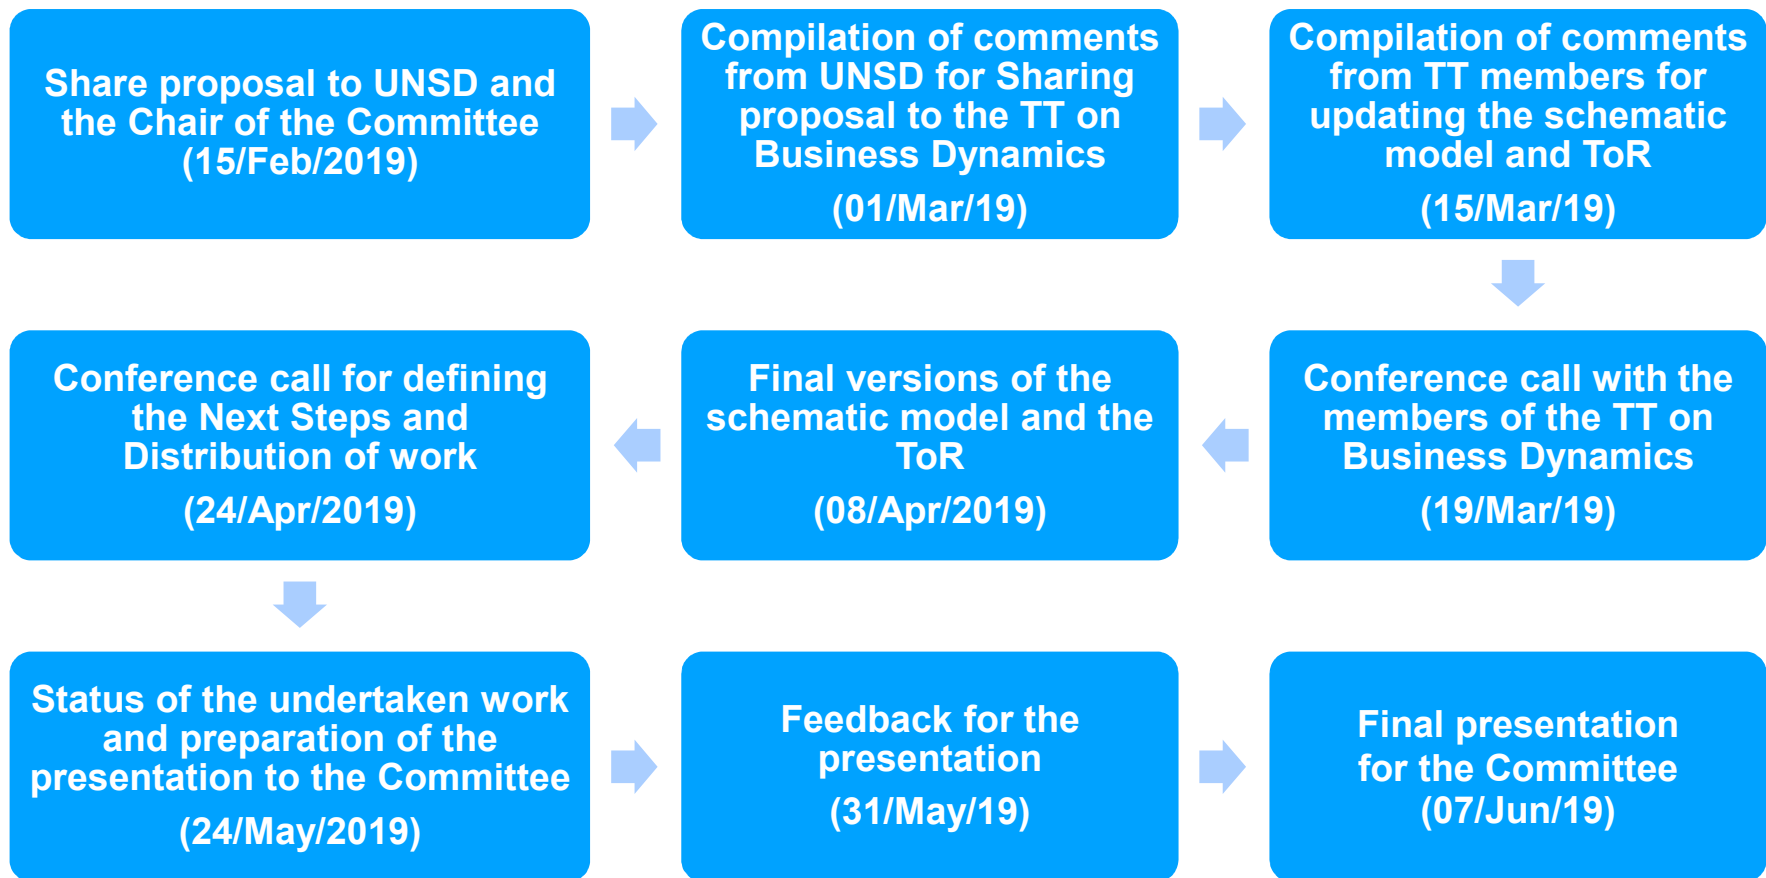 Share proposal to UNSD and
the Chair of the Committee
(15/Feb/2019)
Compilation of comments
from UNSD for Sharing
proposal to the TT on
Business Dynamics
(01/Mar/19)
Compilation of comments
from TT members for
updating the schematic
model and ToR
(15/Mar/19)
Conference call with the
members of the TT on
Business Dynamics
(19/Mar/19)
Final versions of the
schematic model and the
ToR
(08/Apr/2019)
Conference call for defining
the Next Steps and
Distribution of work
(24/Apr/2019)
Status of the undertaken work
and preparation of the
presentation to the Committee
(24/May/2019)
Feedback for the
presentation
(31/May/19)
Final presentation
for the Committee
(07/Jun/19)